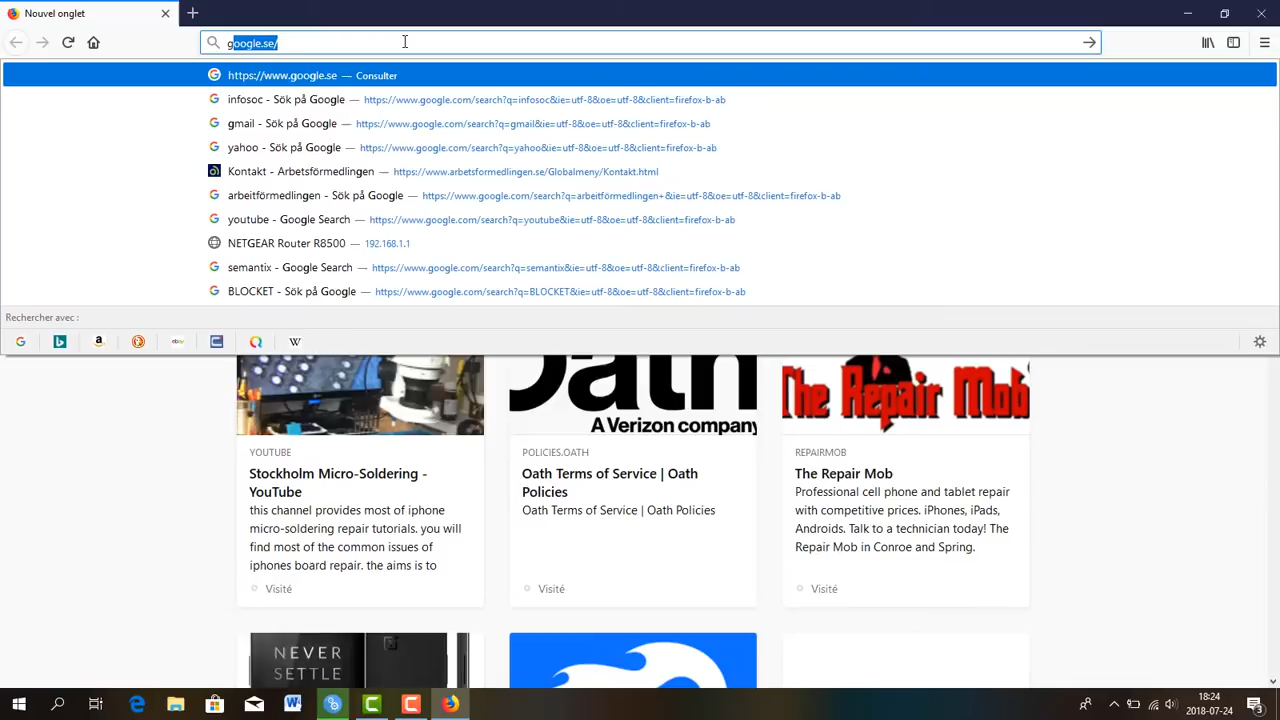 Nouvel onglet
google.se/
https://www.google.se — Consulter
infosoc - Sök på Google — https://www.google.com/search?q=infosoc&ie=utf-8&oe=utf-8&client=firefox-b-ab
gmail - Sök på Google — https://www.google.com/search?q=gmail&ie=utf-8&oe=utf-8&client=firefox-b-ab
yahoo - Sök på Google — https://www.google.com/search?q=yahoo&ie=utf-8&oe=utf-8&client=firefox-b-ab
Kontakt - Arbetsförmedlingen — https://www.arbetsformedlingen.se/Globalmeny/Kontakt.html
arbeitförmedlingen - Sök på Google — https://www.google.com/search?q=arbeitförmedlingen+&ie=utf-8&oe=utf-8&client=firefox-b-ab
youtube - Google Search — https://www.google.com/search?q=youtube&ie=utf-8&oe=utf-8&client=firefox-b-ab
NETGEAR Router R8500 — 192.168.1.1
semantix - Google Search — https://www.google.com/search?q=semantix&ie=utf-8&oe=utf-8&client=firefox-b-ab
BLOCKET - Sök på Google — https://www.google.com/search?q=BLOCKET&ie=utf-8&oe=utf-8&client=firefox-b-ab
Rechercher avec :
Oath
A Verizon company
The Repair Mob
YOUTUBE
Stockholm Micro-Soldering -
YouTube
this channel provides most of iphone
micro-soldering repair tutorials. you will
find most of the common issues of
iphones board repair. the aims is to
Visité
POLICIES.OATH
Oath Terms of Service | Oath
Policies
Oath Terms of Service | Oath Policies
Visité
REPAIRMOB
The Repair Mob
Professional cell phone and tablet repair
with competitive prices. iPhones, iPads,
Androids. Talk to a technician today! The
Repair Mob in Conroe and Spring.
Visité
NEVER
SETTLE
18:24
2018-07-24
3